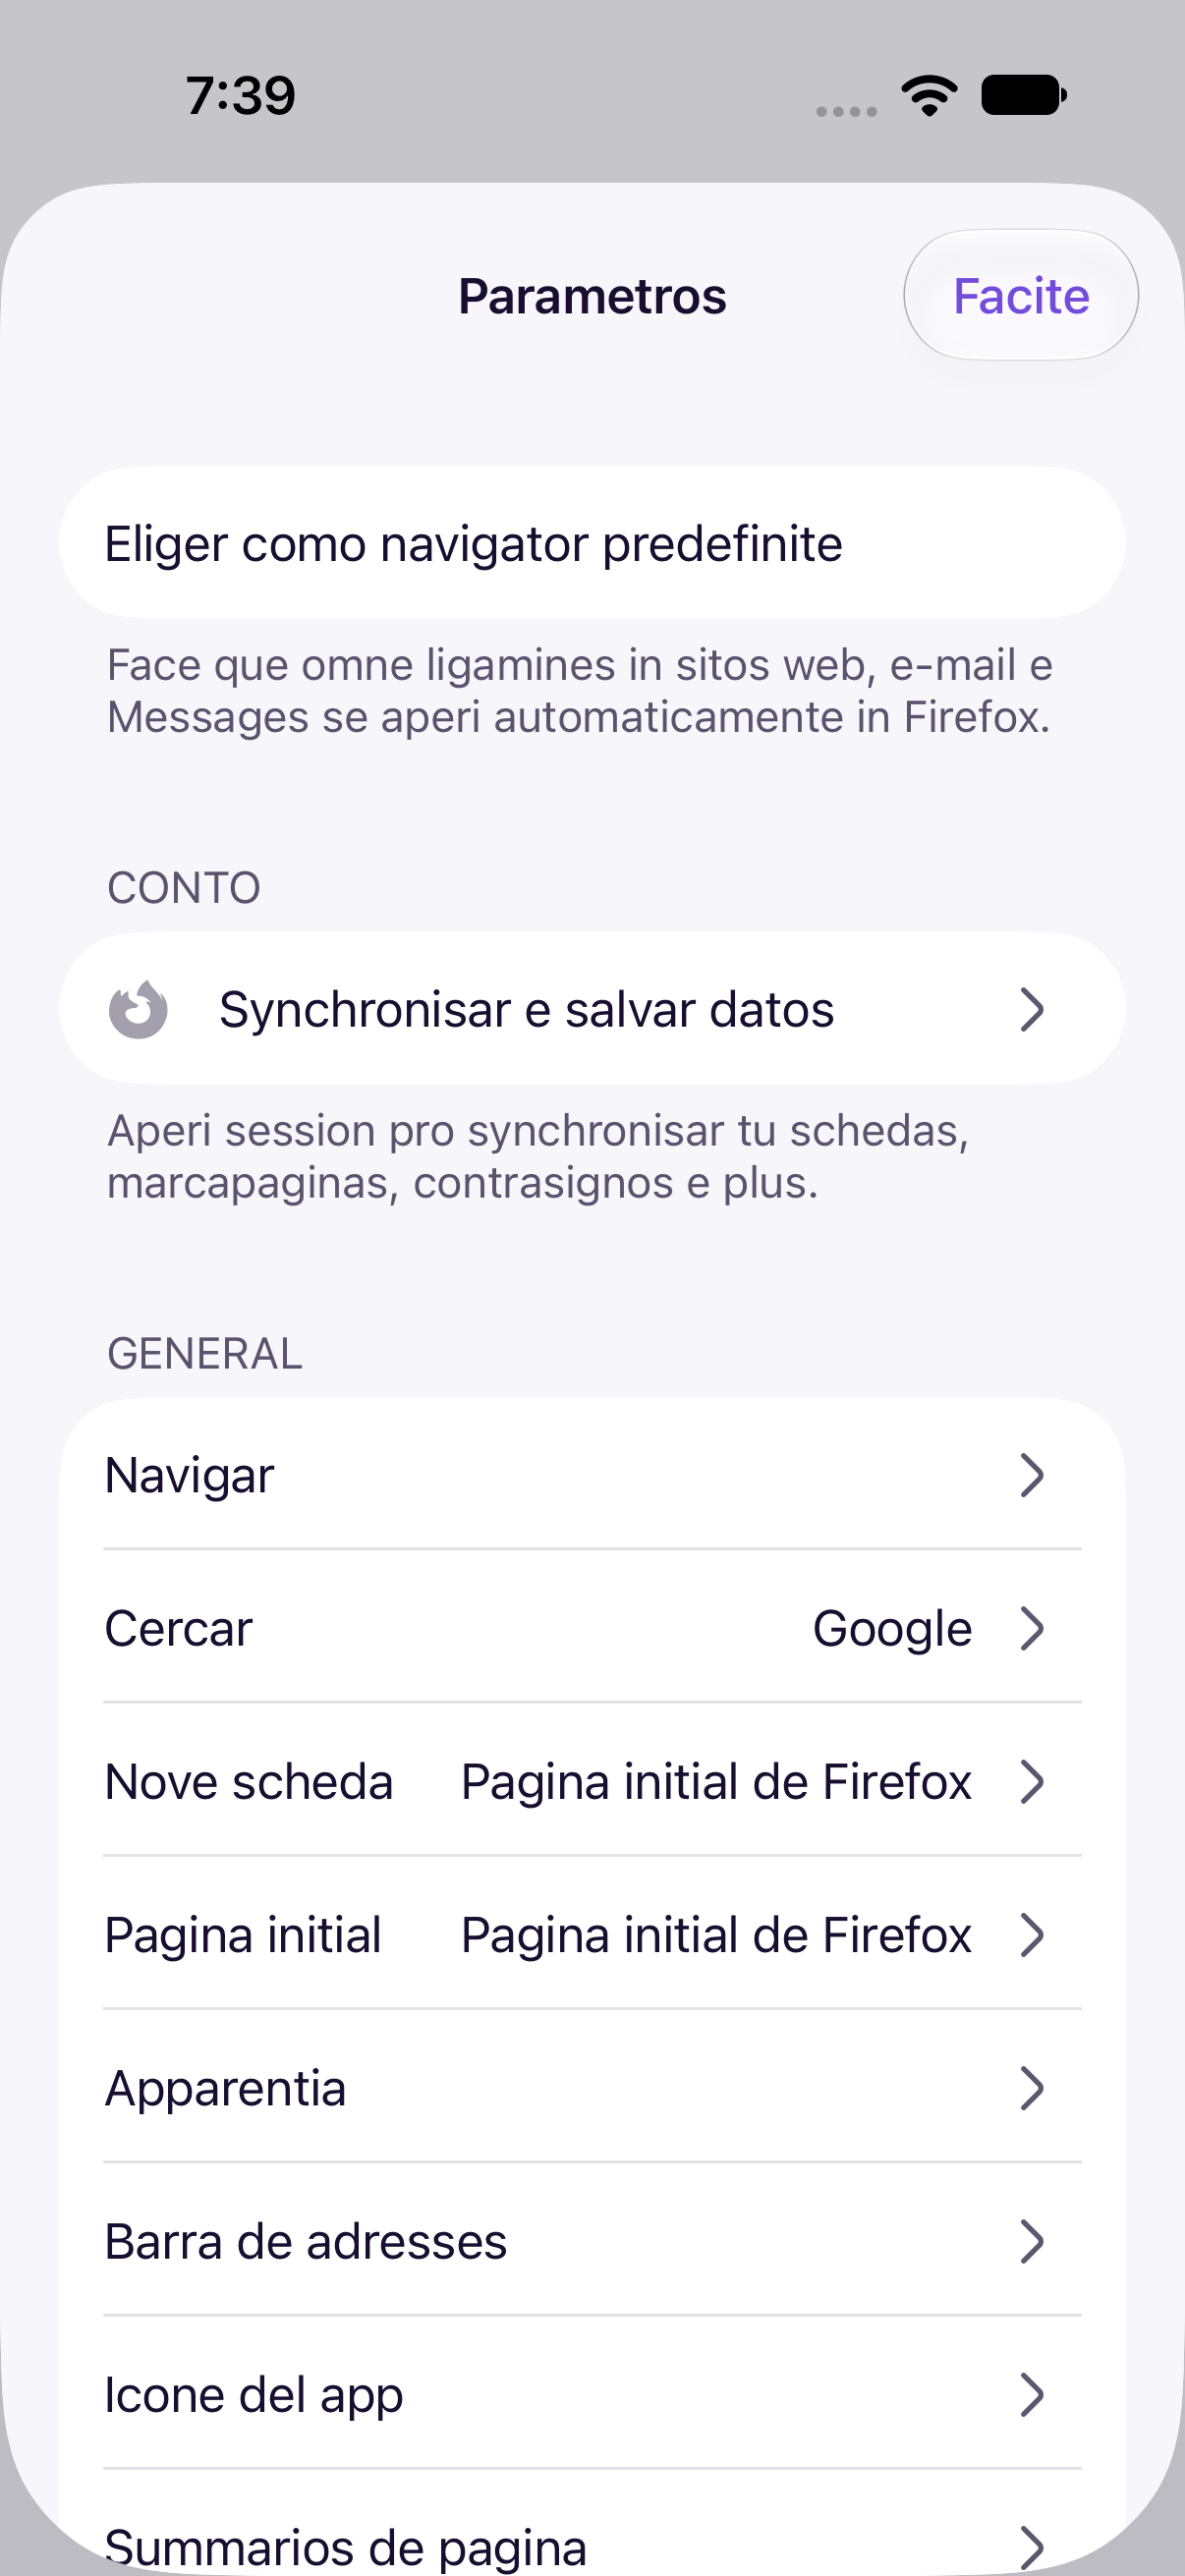 7:39
Parametros
Facite
Eliger como navigator predefinite
Face que omne ligamines in sitos web, e-mail e
Messages se aperi automaticamente in Firefox.
CONTO
Synchronisar e salvar datos
Aperi session pro synchronisar tu schedas,
marcapaginas, contrasignos e plus.
GENERAL
Navigar
Cercar Google
Nove scheda Pagina initial de Firefox
Pagina initial Pagina initial de Firefox
Apparentia
Barra de adresses
Icone del app
Summarios de pagina